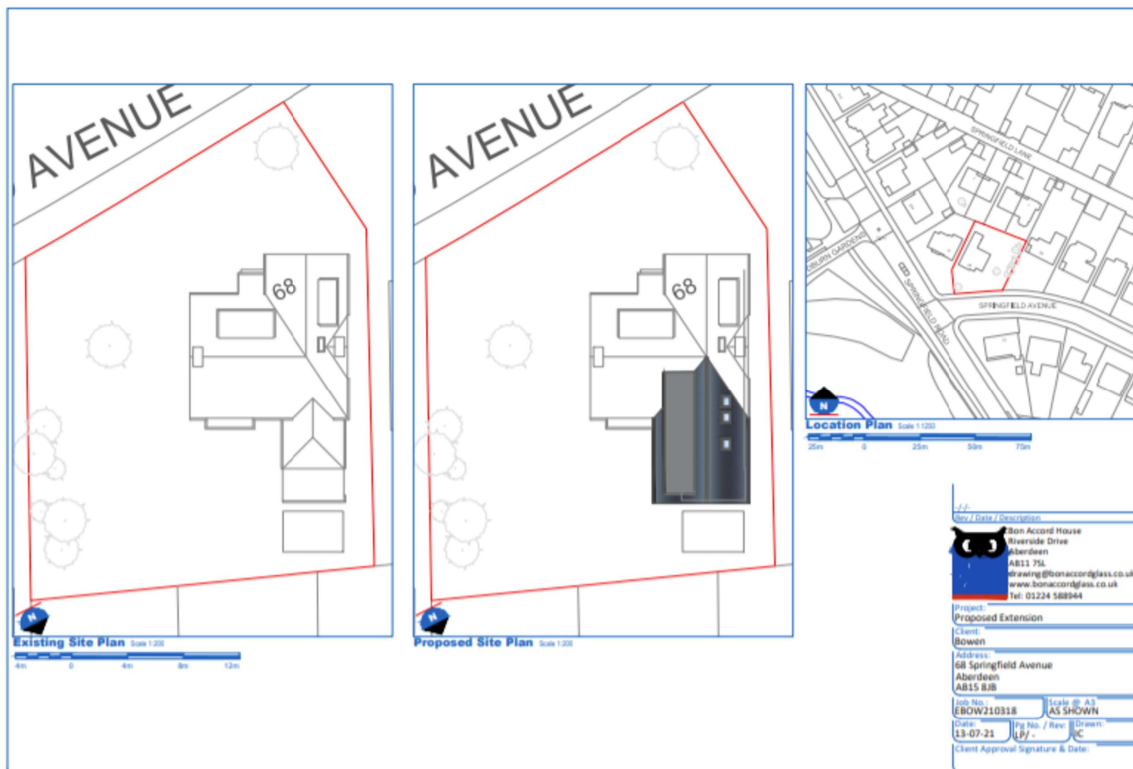 AVENUE
68
Existing Site Plan Scale 1:200
4m 0 4m 8m 12m
N
AVENUE
68
Proposed Site Plan Scale 1:200
N
SPRINGFIELD LANE
SPRINGFIELD ROAD
SPRINGFIELD AVENUE
N
Location Plan Scale 1:1250
25m 0 25m 50m 75m
-/-/-
Rev / Date / Description
Bon Accord House
Riverside Drive
Aberdeen
AB11 7SL
drawing@bonaccordglass.co.uk
www.bonaccordglass.co.uk
Tel: 01224 588944
Project:
Proposed Extension
Client:
Bowen
Address:
68 Springfield Avenue
Aberdeen
AB15 8JB
Job No.: Scale @ A3
EBOW210318 AS SHOWN
Date: Pg No. / Rev: Drawn:
13-07-21 LP/ - JC
Client Approval Signature & Date: